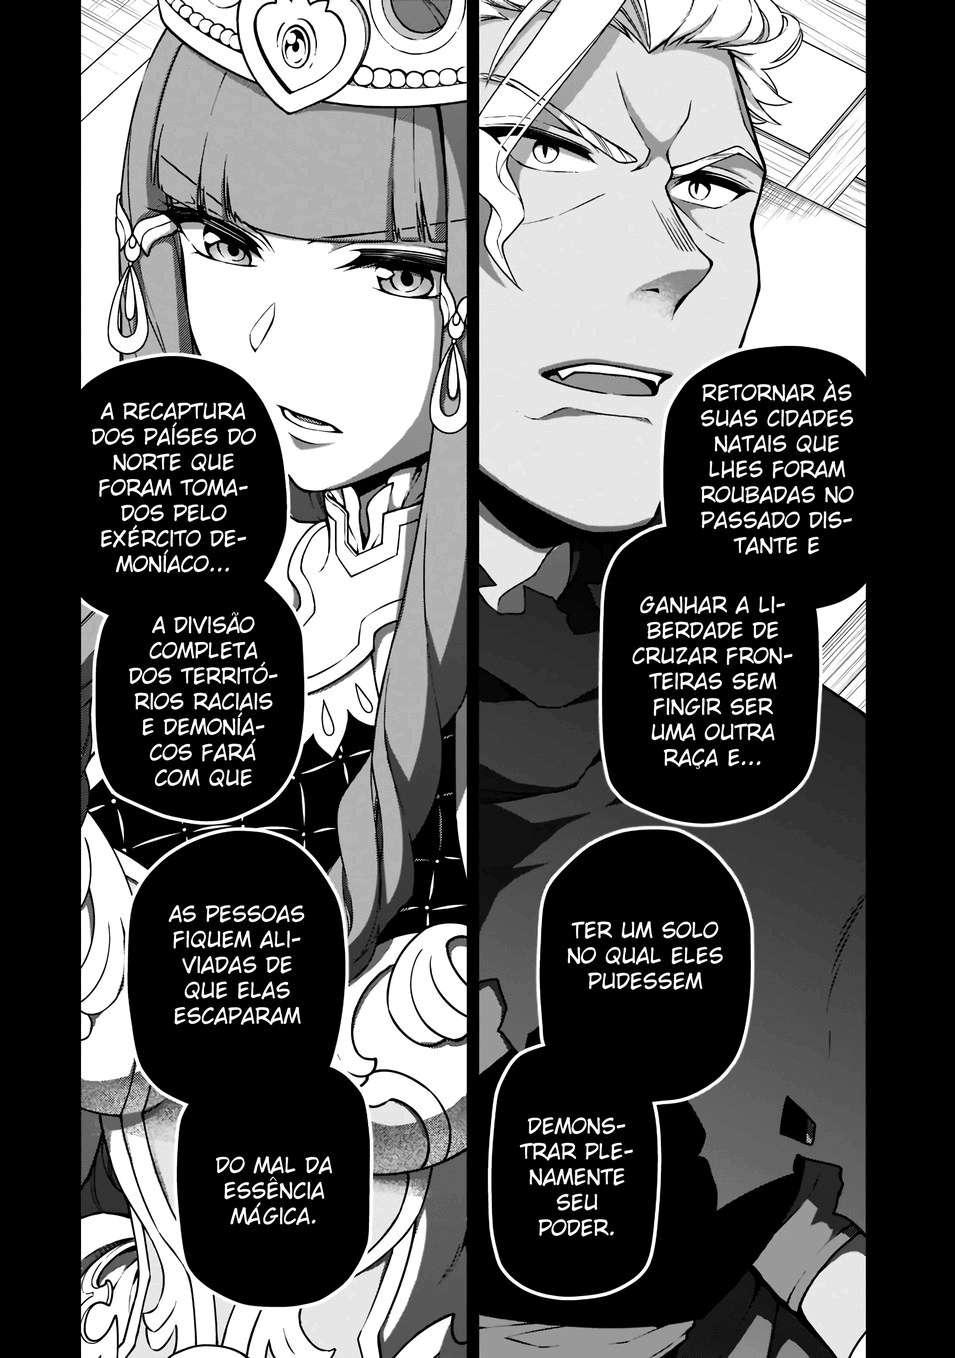 RETORNAR ÀS
SUAS CIDADES
NATAIS QUE
LHES FORAM
ROUBADAS NO
PASSADO DIS-
TANTE E
GANHAR A LI-
BERDADE DE
CRUZAR FRON-
TEIRAS SEM
FINGIR SER
UMA OUTRA
RAÇA E...
TER UM SOLO
NO QUAL ELES
PUDESSEM
DEMONS-
TRAR PLE-
NAMENTE
SEU
PODER.
A RECAPTURA
DOS PAÍSES DO
NORTE QUE
FORAM TOMA-
DOS PELO
EXÉRCITO DE-
MONÍACO...
A DIVISÃO
COMPLETA
DOS TERRITÓ-
RIOS RACIAIS
E DEMONÍA-
COS FARÁ
COM QUE
AS PESSOAS
FIQUEM ALI-
VIADAS DE
QUE ELAS
ESCAPARAM
DO MAL DA
ESSÊNCIA
MÁGICA.